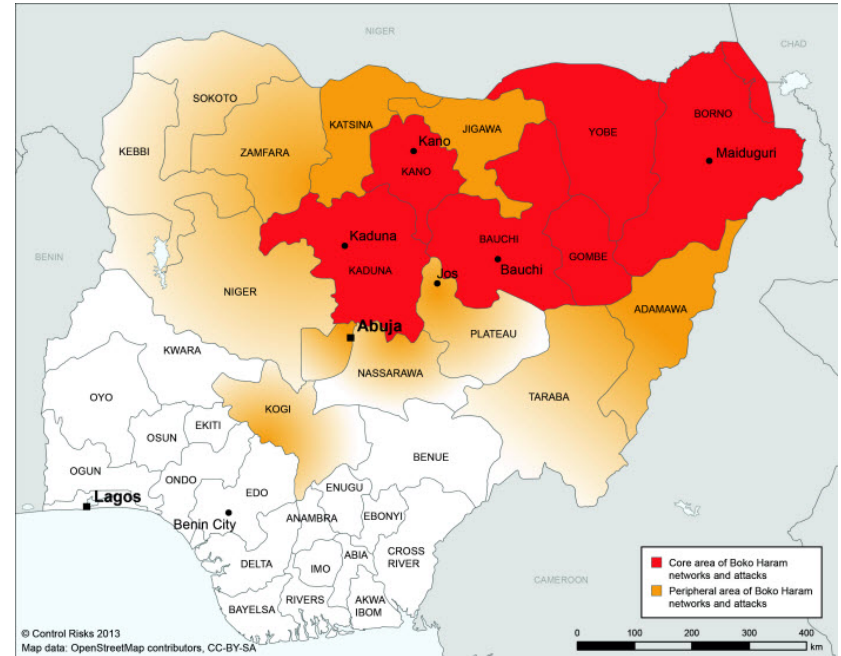 NIGER
CHAD
SOKOTO
KATSINA
JIGAWA
YOBE
BORNO
Kano
KEBBI
ZAMFARA
KANO
Maiduguri
Kaduna
BAUCHI
BENIN
KADUNA
Bauchi
GOMBE
Jos
NIGER
ADAMAWA
Abuja
PLATEAU
KWARA
NASSARAWA
TARABA
OYO
KOGI
EKITI
OSUN
BENUE
OGUN
ONDO
EDO
ENUGU
Lagos
Benin City
ANAMBRA
EBONYI
DELTA
IMO
ABIA
CROSS
RIVER
CAMEROON
BAYELSA
RIVERS
AKWA
IBOM
Core area of Boko Haram
networks and attacks
Peripheral area of Boko Haram
networks and attacks
© Control Risks 2013
Map data: OpenStreetMap contributors, CC-BY-SA
0 100 200 300 400
km